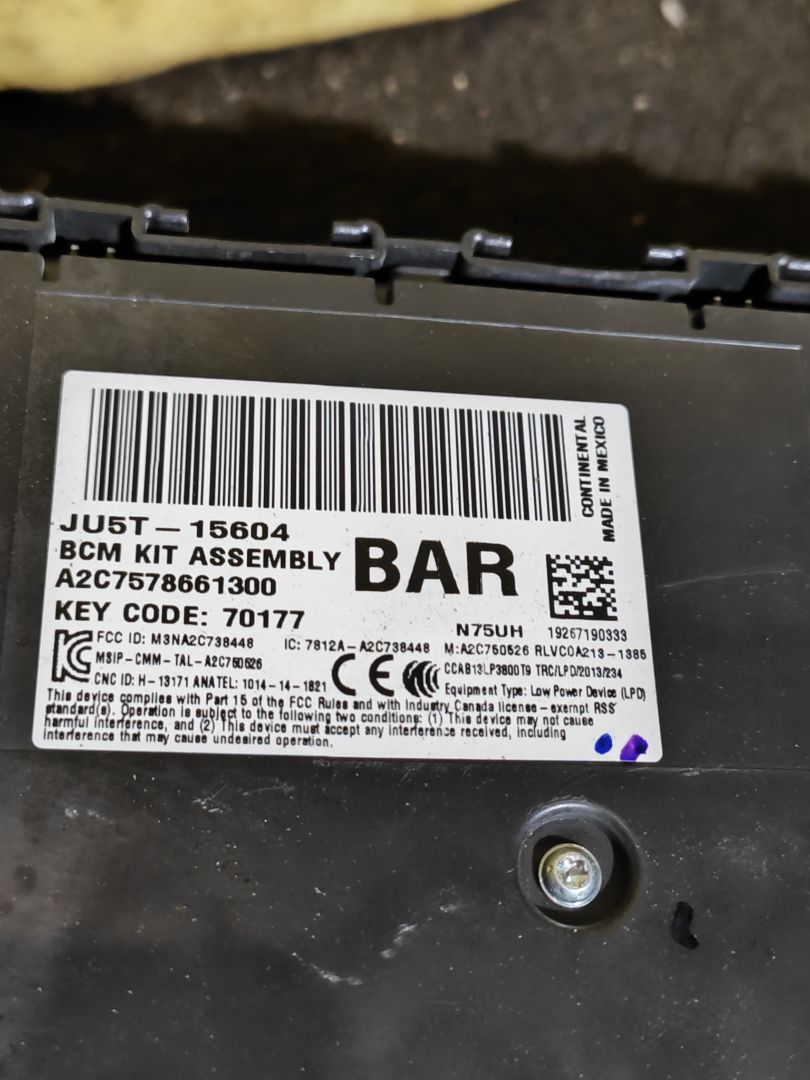 CONTINENTAL
MADE IN MEXICO
JU5T-15604
BCM KIT ASSEMBLY
BAR
A2C7578661300
KEY CODE: 70177
N75UH 19267190333
FCC ID: M3NA2C738448 IC: 7812A-A2C738448 M:A2C750526 RLVCOA213-1385
MSIP-CMM-TAL-A2C750526
CE
CCAB13LP3800T9 TRC/LPD/2013/234
CNC ID: H-13171 ANATEL: 1014-14-1821
Equipment Type: Low Power Device (LPD)
This device complies with Part 15 of the FCC Rules and with Industry Canada license-exempt RSS
standard(s). Operation is subject to the following two conditions: (1) This device may not cause
harmful interference, and (2) This device must accept any interference received, including
interference that may cause undesired operation.